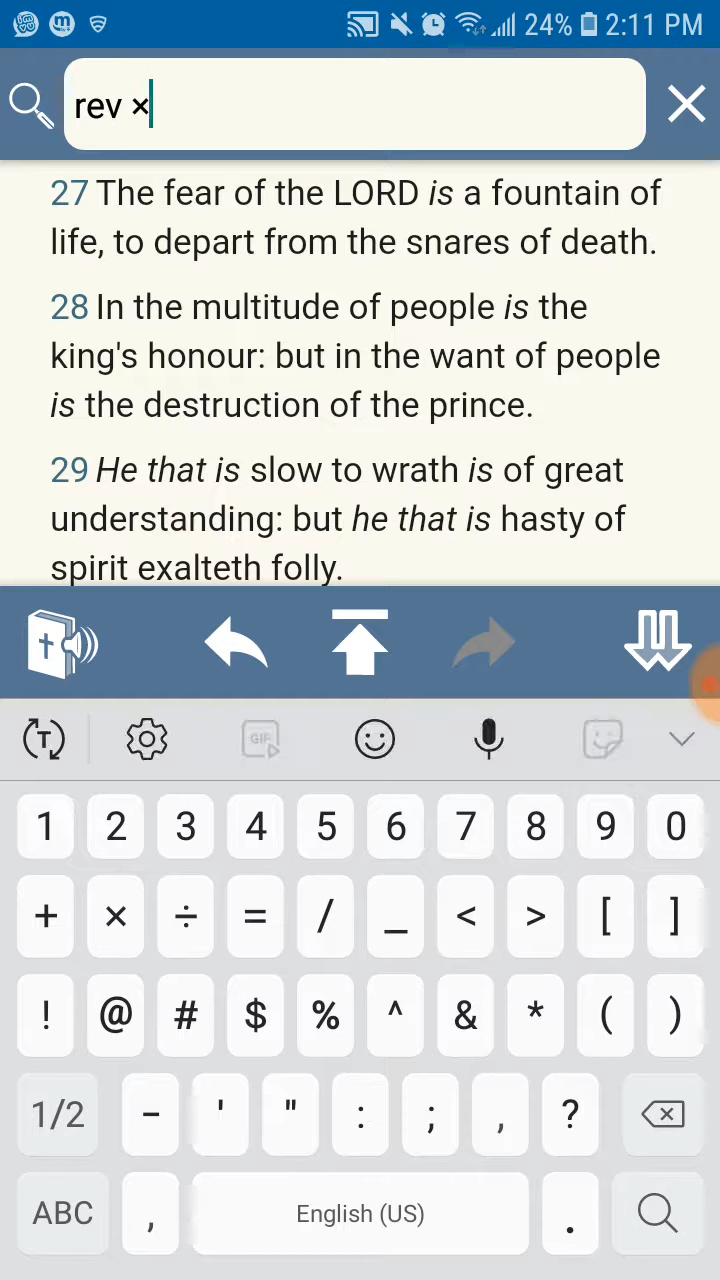 24% 2:11 PM
rev ×
27 The fear of the LORD is a fountain of
life, to depart from the snares of death.
28 In the multitude of people is the
king's honour: but in the want of people
is the destruction of the prince.
29 He that is slow to wrath is of great
understanding: but he that is hasty of
spirit exalteth folly.
T GIF
1 2 3 4 5 6 7 8 9 0
+ × ÷ = / _ < > [ ]
! @ # $ % ^ & * ( )
1/2 - ' " : ; , ?
ABC , English (US) .